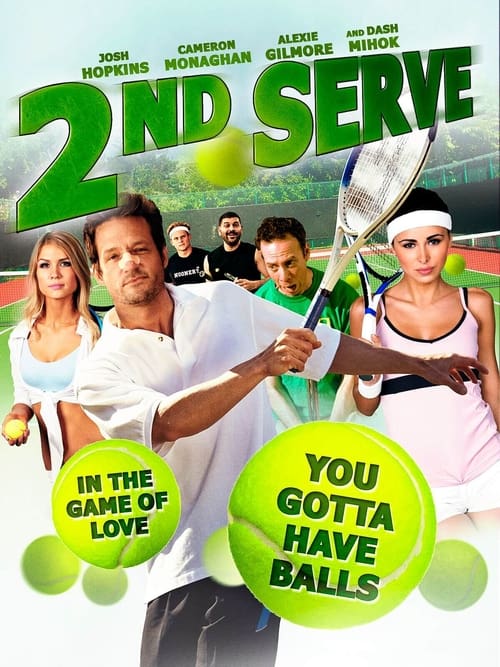 JOSH
HOPKINS
CAMERON
MONAGHAN
ALEXIE
GILMORE
AND DASH
MIHOK
2ND SERVE
IN THE
GAME OF
LOVE
YOU
GOTTA
HAVE
BALLS